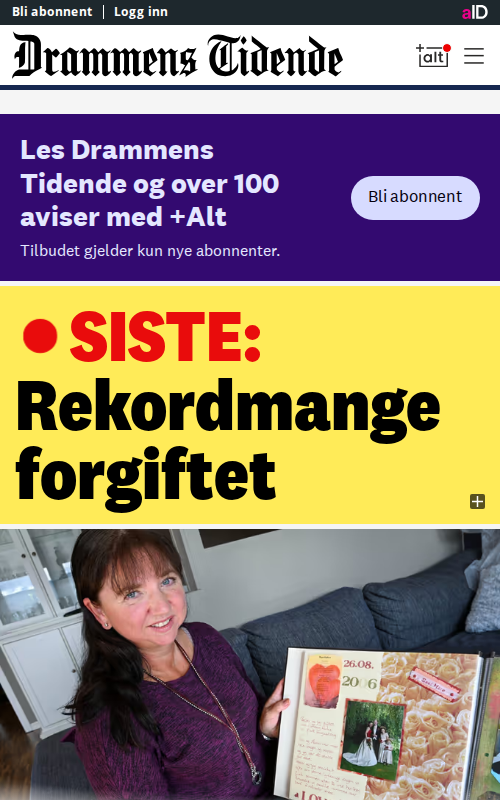 Bli abonnent | Logg inn
aID
Drammens Tidende
+alt
Les Drammens
Tidende og over 100
aviser med +Alt
Bli abonnent
Tilbudet gjelder kun nye abonnenter.
SISTE:
Rekordmange
forgiftet
26.08.
2006